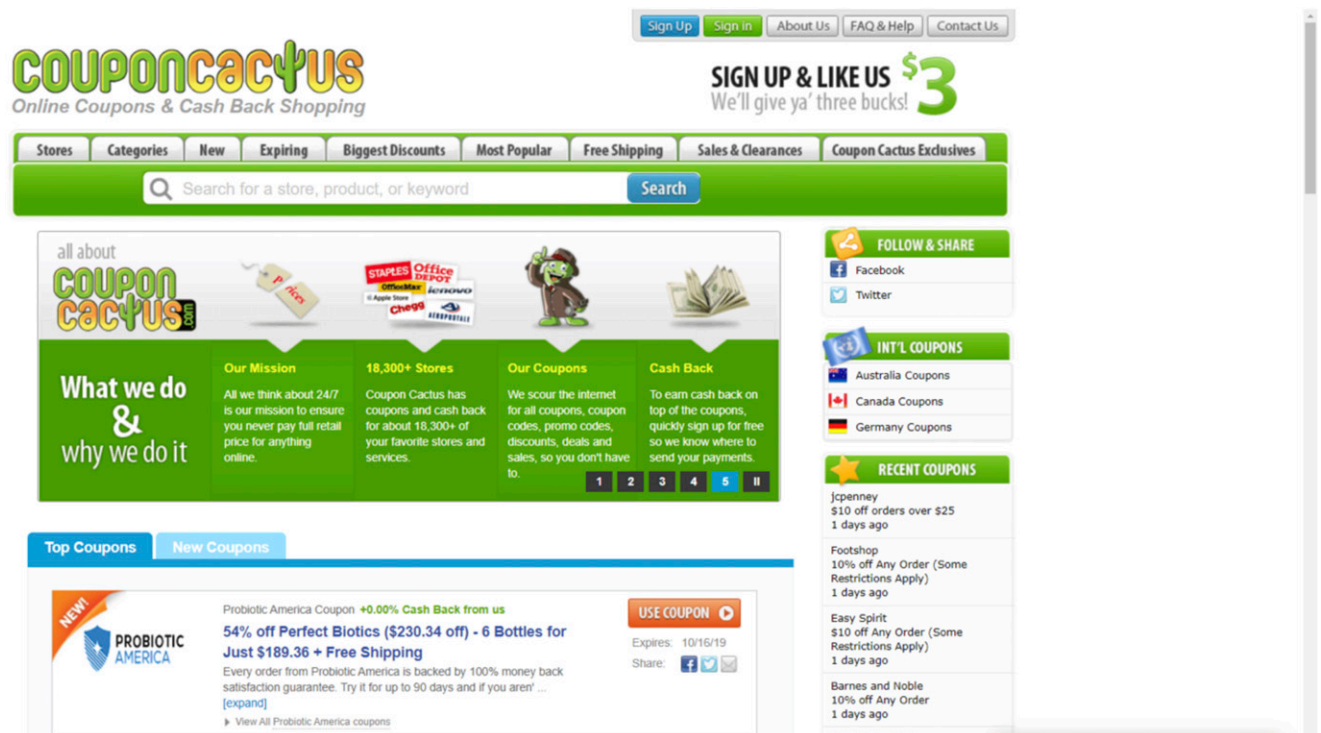 Sign Up Sign in About Us FAQ & Help Contact Us
COUPONCACTUS
Online Coupons & Cash Back Shopping
SIGN UP & LIKE US $3
We'll give ya' three bucks!
Stores Categories New Expiring Biggest Discounts Most Popular Free Shipping Sales & Clearances Coupon Cactus Exclusives
Search for a store, product, or keyword Search
all about
COUPON
CACTUS.com
Prices
STAPLES Office DEPOT
OfficeMax lenovo
Apple Store
Chegg AEROPOSTALE
What we do
&
why we do it
Our Mission
All we think about 24/7
is our mission to ensure
you never pay full retail
price for anything
online.
18,300+ Stores
Coupon Cactus has
coupons and cash back
for about 18,300+ of
your favorite stores and
services.
Our Coupons
We scour the internet
for all coupons, coupon
codes, promo codes,
discounts, deals and
sales, so you don't have
to.
Cash Back
To earn cash back on
top of the coupons,
quickly sign up for free
so we know where to
send your payments.
1 2 3 4 5 II
FOLLOW & SHARE
Facebook
Twitter
INT'L COUPONS
Australia Coupons
Canada Coupons
Germany Coupons
RECENT COUPONS
jcpenney
$10 off orders over $25
1 days ago
Footshop
10% off Any Order (Some
Restrictions Apply)
1 days ago
Easy Spirit
$10 off Any Order (Some
Restrictions Apply)
1 days ago
Barnes and Noble
10% off Any Order
1 days ago
Top Coupons New Coupons
NEW!
PROBIOTIC
AMERICA
Probiotic America Coupon +0.00% Cash Back from us
54% off Perfect Biotics ($230.34 off) - 6 Bottles for
Just $189.36 + Free Shipping
Every order from Probiotic America is backed by 100% money back
satisfaction guarantee. Try it for up to 90 days and if you aren' ...
[expand]
View All Probiotic America coupons
USE COUPON
Expires: 10/16/19
Share: